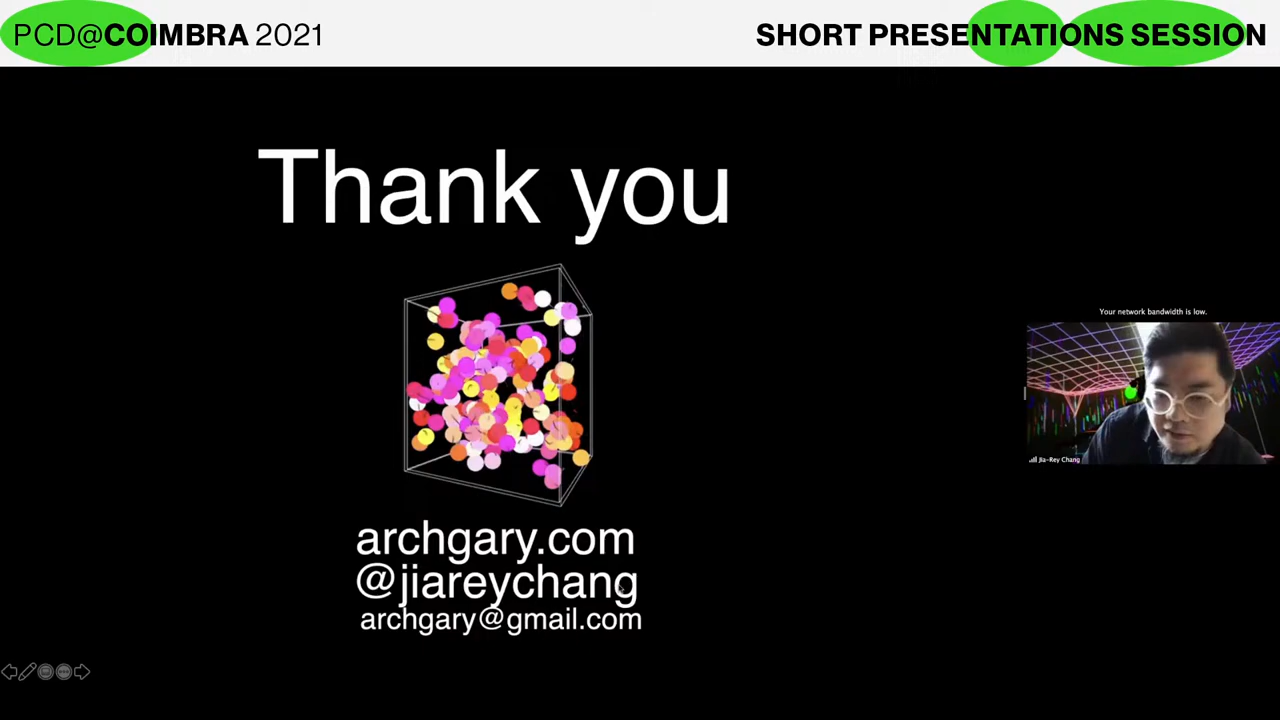 PCD@COIMBRA 2021
SHORT PRESENTATIONS SESSION
Thank you
archgary.com
@jiareychang
archgary@gmail.com
Your network bandwidth is low.
Jia-Rey Chang